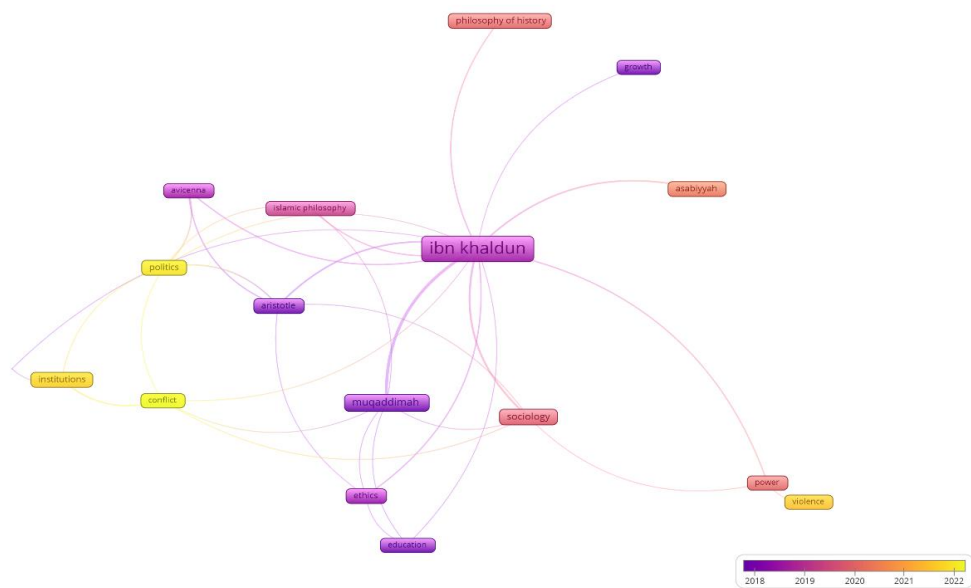 philosophy of history
growth
avicenna
asabiyyah
islamic philosophy
ibn khaldun
politics
aristotle
institutions
conflict
muqaddimah
sociology
power
ethics
violence
education
2018 2019 2020 2021 2022